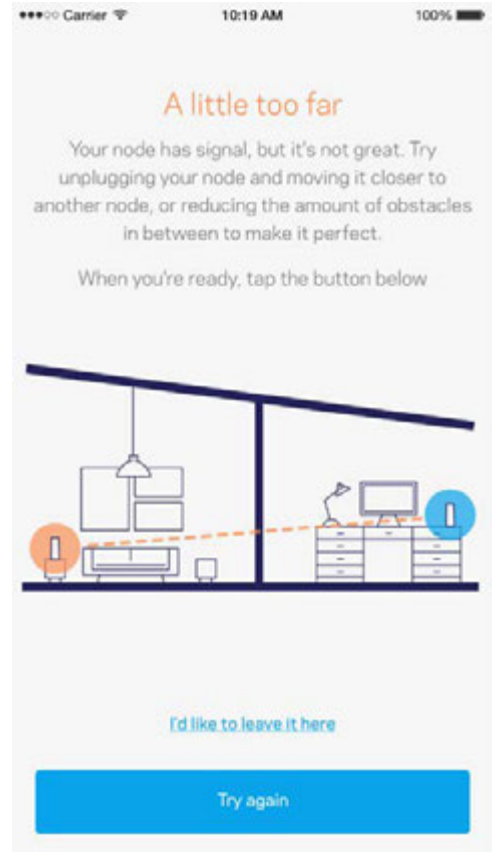 Carrier 10:19 AM 100%
A little too far
Your node has signal, but it's not great. Try
unplugging your node and moving it closer to
another node, or reducing the amount of obstacles
in between to make it perfect.
When you're ready, tap the button below
I'd like to leave it here
Try again